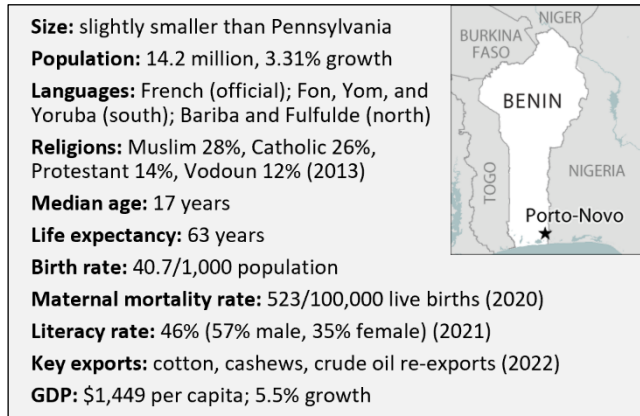 Size: slightly smaller than Pennsylvania
Population: 14.2 million, 3.31% growth
Languages: French (official); Fon, Yom, and
Yoruba (south); Bariba and Fulfulde (north)
Religions: Muslim 28%, Catholic 26%,
Protestant 14%, Vodoun 12% (2013)
Median age: 17 years
Life expectancy: 63 years
Birth rate: 40.7/1,000 population
Maternal mortality rate: 523/100,000 live births (2020)
Literacy rate: 46% (57% male, 35% female) (2021)
Key exports: cotton, cashews, crude oil re-exports (2022)
GDP: $1,449 per capita; 5.5% growth
NIGER
BURKINA
FASO
BENIN
TOGO
NIGERIA
Porto-Novo